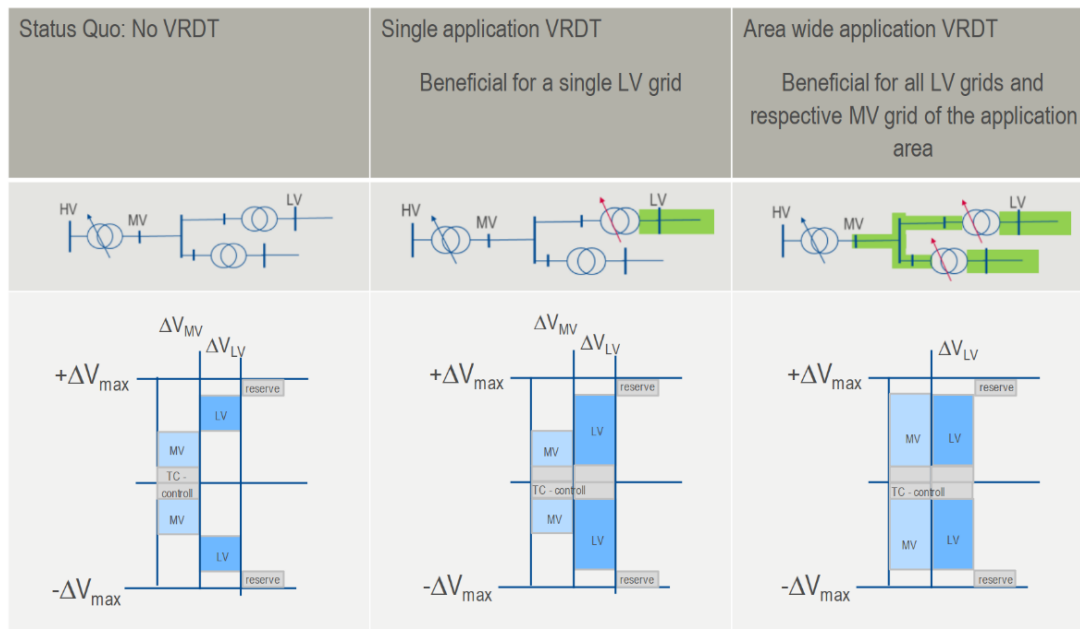 Status Quo: No VRDT
Single application VRDT
Beneficial for a single LV grid
Area wide application VRDT
Beneficial for all LV grids and
respective MV grid of the application
area
HV
MV
LV
HV
MV
LV
HV
MV
LV
ΔVMV
ΔVLV
+ΔVmax
reserve
LV
MV
TC -
controll
MV
LV
reserve
-ΔVmax
ΔVMV
ΔVLV
+ΔVmax
reserve
LV
MV
TC - controll
MV
LV
reserve
-ΔVmax
ΔVLV
+ΔVmax
reserve
MV
LV
TC - controll
MV
LV
reserve
-ΔVmax